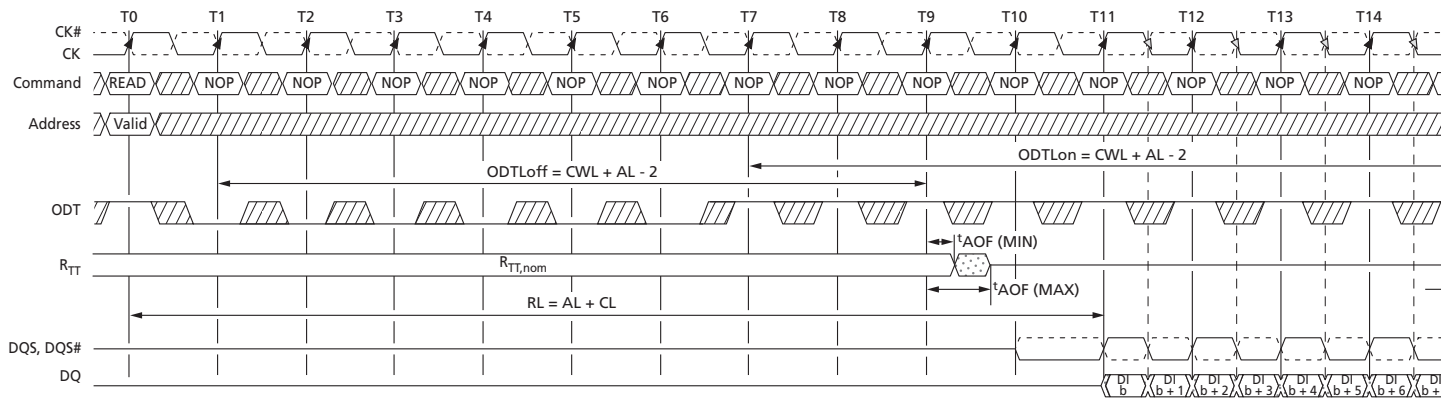 T0 T1 T2 T3 T4 T5 T6 T7 T8 T9 T10 T11 T12 T13 T14
CK#
CK
Command READ NOP NOP NOP NOP NOP NOP NOP NOP NOP NOP NOP NOP NOP NOP
Address Valid
ODTLon = CWL + AL - 2
ODTLoff = CWL + AL - 2
ODT
tAOF (MIN)
RTT RTT,nom
tAOF (MAX)
RL = AL + CL
DQS, DQS#
DQ
DI b
DI b + 1
DI b + 2
DI b + 3
DI b + 4
DI b + 5
DI b + 6
DI b +